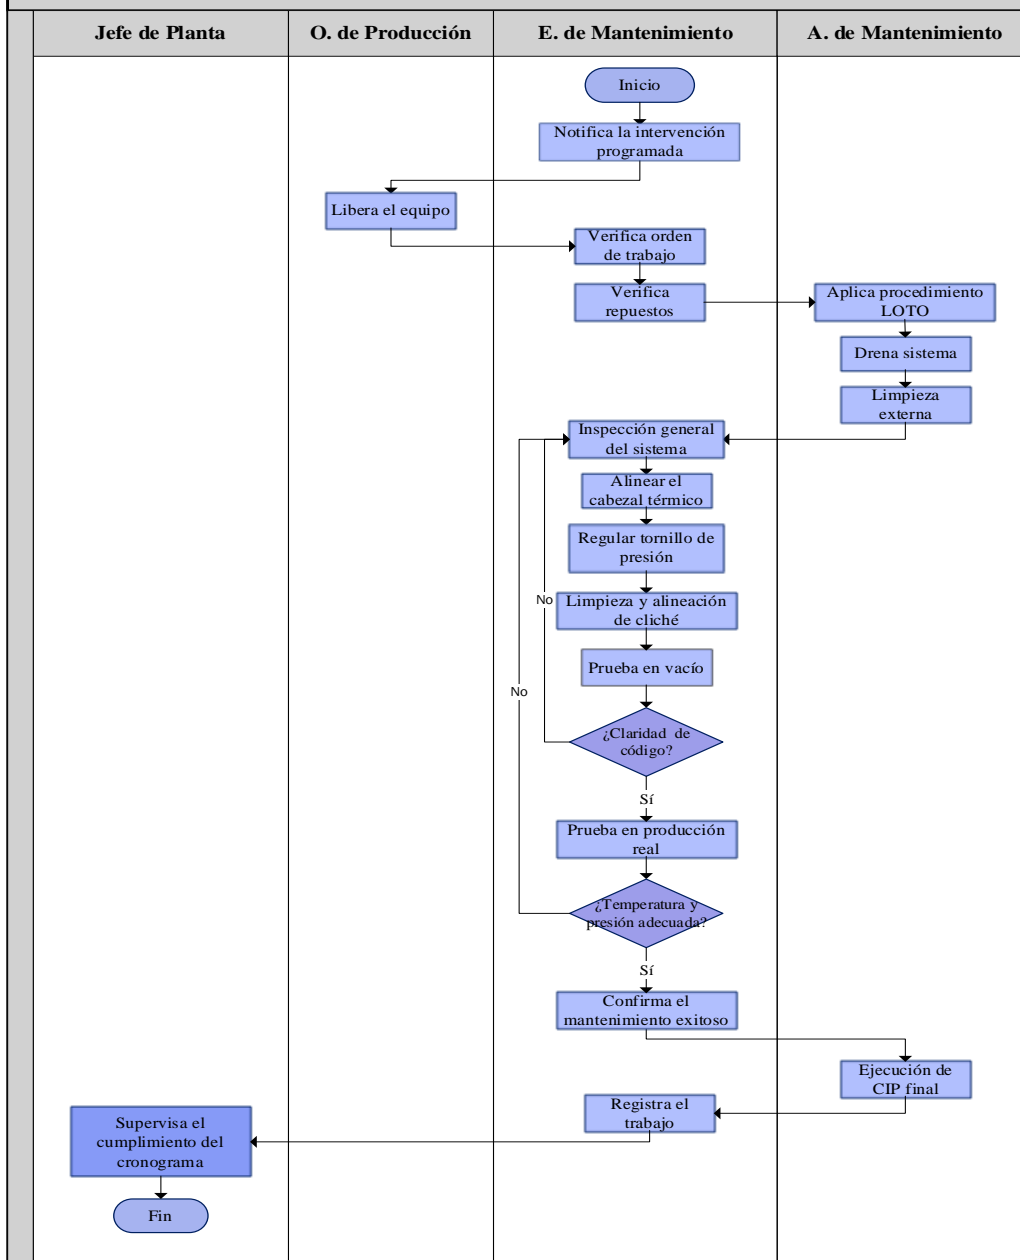 Jefe de Planta
O. de Producción
E. de Mantenimiento
A. de Mantenimiento
Inicio
Notifica la intervención
programada
Libera el equipo
Verifica orden
de trabajo
Verifica
repuestos
Aplica procedimiento
LOTO
Drena sistema
Limpieza
externa
Inspección general
del sistema
Alinear el
cabezal térmico
Regular tornillo de
presión
No
Limpieza y alineación
de cliché
Prueba en vacío
No
¿Claridad de
código?
Sí
Prueba en producción
real
¿Temperatura y
presión adecuada?
Sí
Confirma el
mantenimiento exitoso
Ejecución de
CIP final
Registra el
trabajo
Supervisa el
cumplimiento del
cronograma
Fin